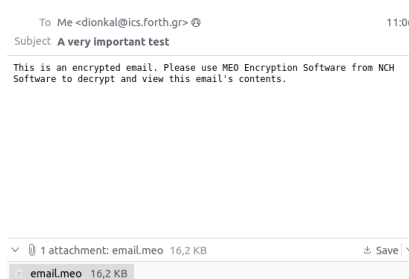 To Me <dionkal@ics.forth.gr>
Subject A very important test
This is an encrypted email. Please use MEO Encryption Software from NCH
Software to decrypt and view this email's contents.
1 attachment: email.meo 16,2 KB Save
email.meo 16,2 KB